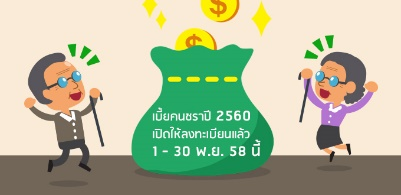 เบี้ยคนชราปี 2560
เปิดให้ลงทะเบียนแล้ว
1 - 30 พ.ย. 58 นี้